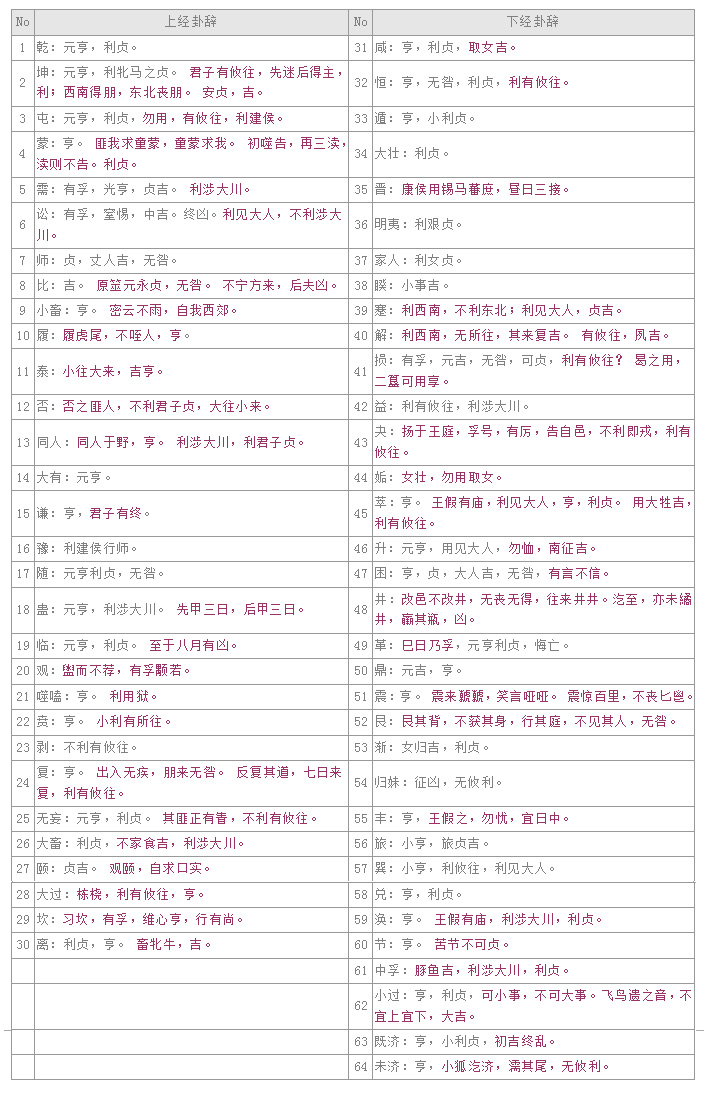 No 上经卦辞 No 下经卦辞
1 乾：元亨，利贞。 31 咸：亨，利贞，取女吉。
2 坤：元亨，利牝马之贞。 君子有攸往，先迷后得主，
利；西南得朋，东北丧朋。 安贞，吉。 32 恒：亨，无咎，利贞，利有攸往。
3 屯：元亨，利贞，勿用，有攸往，利建侯。 33 遁：亨，小利贞。
4 蒙：亨。 匪我求童蒙，童蒙求我。 初噬告，再三渎，
渎则不告。利贞。 34 大壮：利贞。
5 需：有孚，光亨，贞吉。 利涉大川。 35 晋：康侯用锡马蕃庶，昼日三接。
6 讼：有孚，窒惕，中吉。终凶。利见大人，不利涉大
川。 36 明夷：利艰贞。
7 师：贞，丈人吉，无咎。 37 家人：利女贞。
8 比：吉。 原筮元永贞，无咎。 不宁方来，后夫凶。 38 睽：小事吉。
9 小畜：亨。 密云不雨，自我西郊。 39 蹇：利西南，不利东北；利见大人，贞吉。
10 履：履虎尾，不咥人，亨。 40 解：利西南，无所往，其来复吉。 有攸往，夙吉。
11 泰：小往大来，吉亨。 41 损：有孚，元吉，无咎，可贞，利有攸往？ 曷之用，
二簋可用享。
12 否：否之匪人，不利君子贞，大往小来。 42 益：利有攸往，利涉大川。
13 同人：同人于野，亨。 利涉大川，利君子贞。 43 夬：扬于王庭，孚号，有厉，告自邑，不利即戎，利有
攸往。
14 大有：元亨。 44 姤：女壮，勿用取女。
15 谦：亨，君子有终。 45 萃：亨。 王假有庙，利见大人，亨，利贞。 用大牲吉，
利有攸往。
16 豫：利建侯行师。 46 升：元亨，用见大人，勿恤，南征吉。
17 随：元亨利贞，无咎。 47 困：亨，贞，大人吉，无咎，有言不信。
18 蛊：元亨，利涉大川。 先甲三日，后甲三日。 48 井：改邑不改井，无丧无得，往来井井。汔至，亦未繘
井，羸其瓶，凶。
19 临：元亨，利贞。 至于八月有凶。 49 革：巳日乃孚，元亨利贞，悔亡。
20 观：盥而不荐，有孚颙若。 50 鼎：元吉，亨。
21 噬嗑：亨。 利用狱。 51 震：亨。 震来虩虩，笑言哑哑。 震惊百里，不丧匕鬯。
22 贲：亨。 小利有所往。 52 艮：艮其背，不获其身，行其庭，不见其人，无咎。
23 剥：不利有攸往。 53 渐：女归吉，利贞。
24 复：亨。 出入无疾，朋来无咎。 反复其道，七日来
复，利有攸往。 54 归妹：征凶，无攸利。
25 无妄：元亨，利贞。 其匪正有眚，不利有攸往。 55 丰：亨，王假之，勿忧，宜日中。
26 大畜：利贞，不家食吉，利涉大川。 56 旅：小亨，旅贞吉。
27 颐：贞吉。 观颐，自求口实。 57 巽：小亨，利攸往，利见大人。
28 大过：栋桡，利有攸往，亨。 58 兑：亨，利贞。
29 坎：习坎，有孚，维心亨，行有尚。 59 涣：亨。 王假有庙，利涉大川，利贞。
30 离：利贞，亨。 畜牝牛，吉。 60 节：亨。 苦节不可贞。
61 中孚：豚鱼吉，利涉大川，利贞。
62 小过：亨，利贞，可小事，不可大事。飞鸟遗之音，不
宜上宜下，大吉。
63 既济：亨，小利贞，初吉终乱。
64 未济：亨，小狐汔济，濡其尾，无攸利。